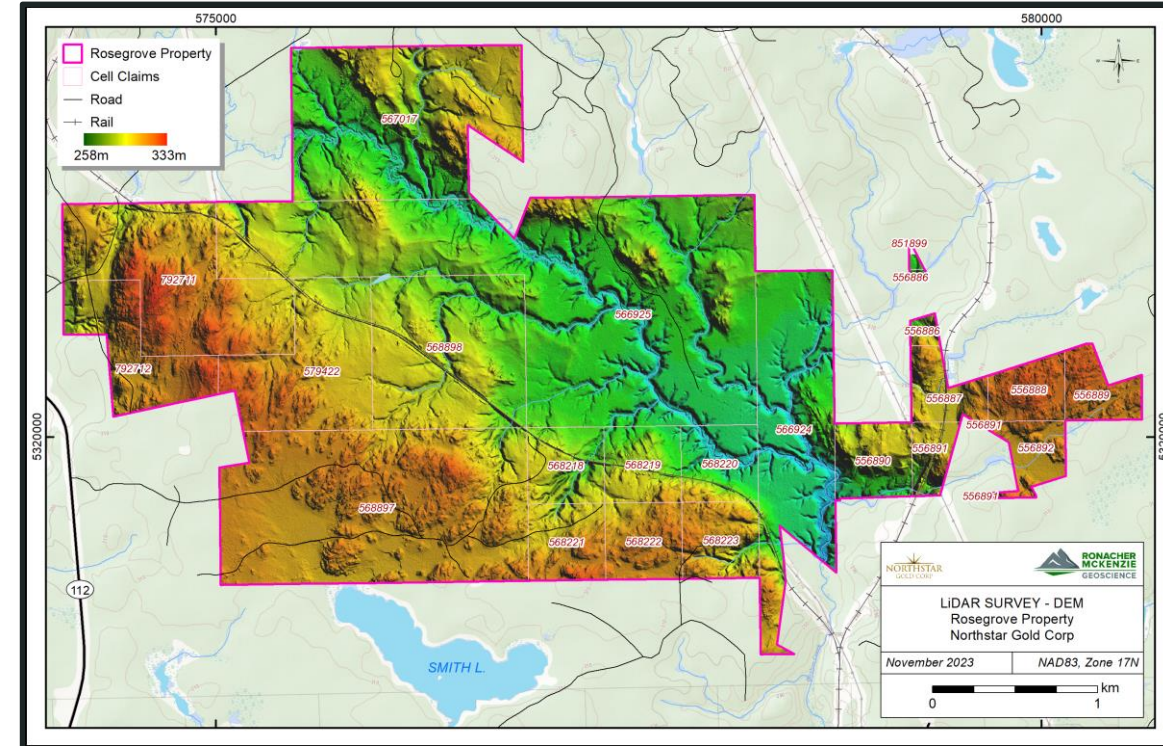 575000
580000
Rosegrove Property
Cell Claims
Road
Rail
258m 333m
567017
851899
556886
792711
566925
556886
568898
792712
579422
556887
556888
556889
5320000
5320000
566924
556891
556892
556890
556891
568218
568219
568220
556891
568897
568221
568222
568223
112
SMITH L.
NORTHSTAR
GOLD CORP
RONACHER
MCKENZIE
GEOSCIENCE
LiDAR SURVEY - DEM
Rosegrove Property
Northstar Gold Corp
November 2023
NAD83, Zone 17N
km
0 1